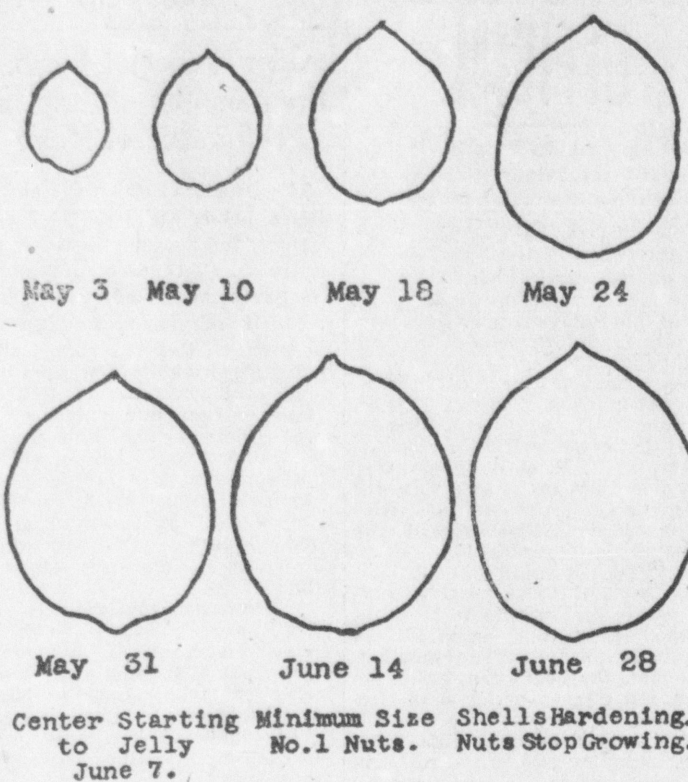 May 3 May 10 May 18 May 24
May 31 June 14 June 28
Center Starting Minimum Size Shells Hardening.
to Jelly No.1 Nuts. Nuts Stop Growing.
June 7.